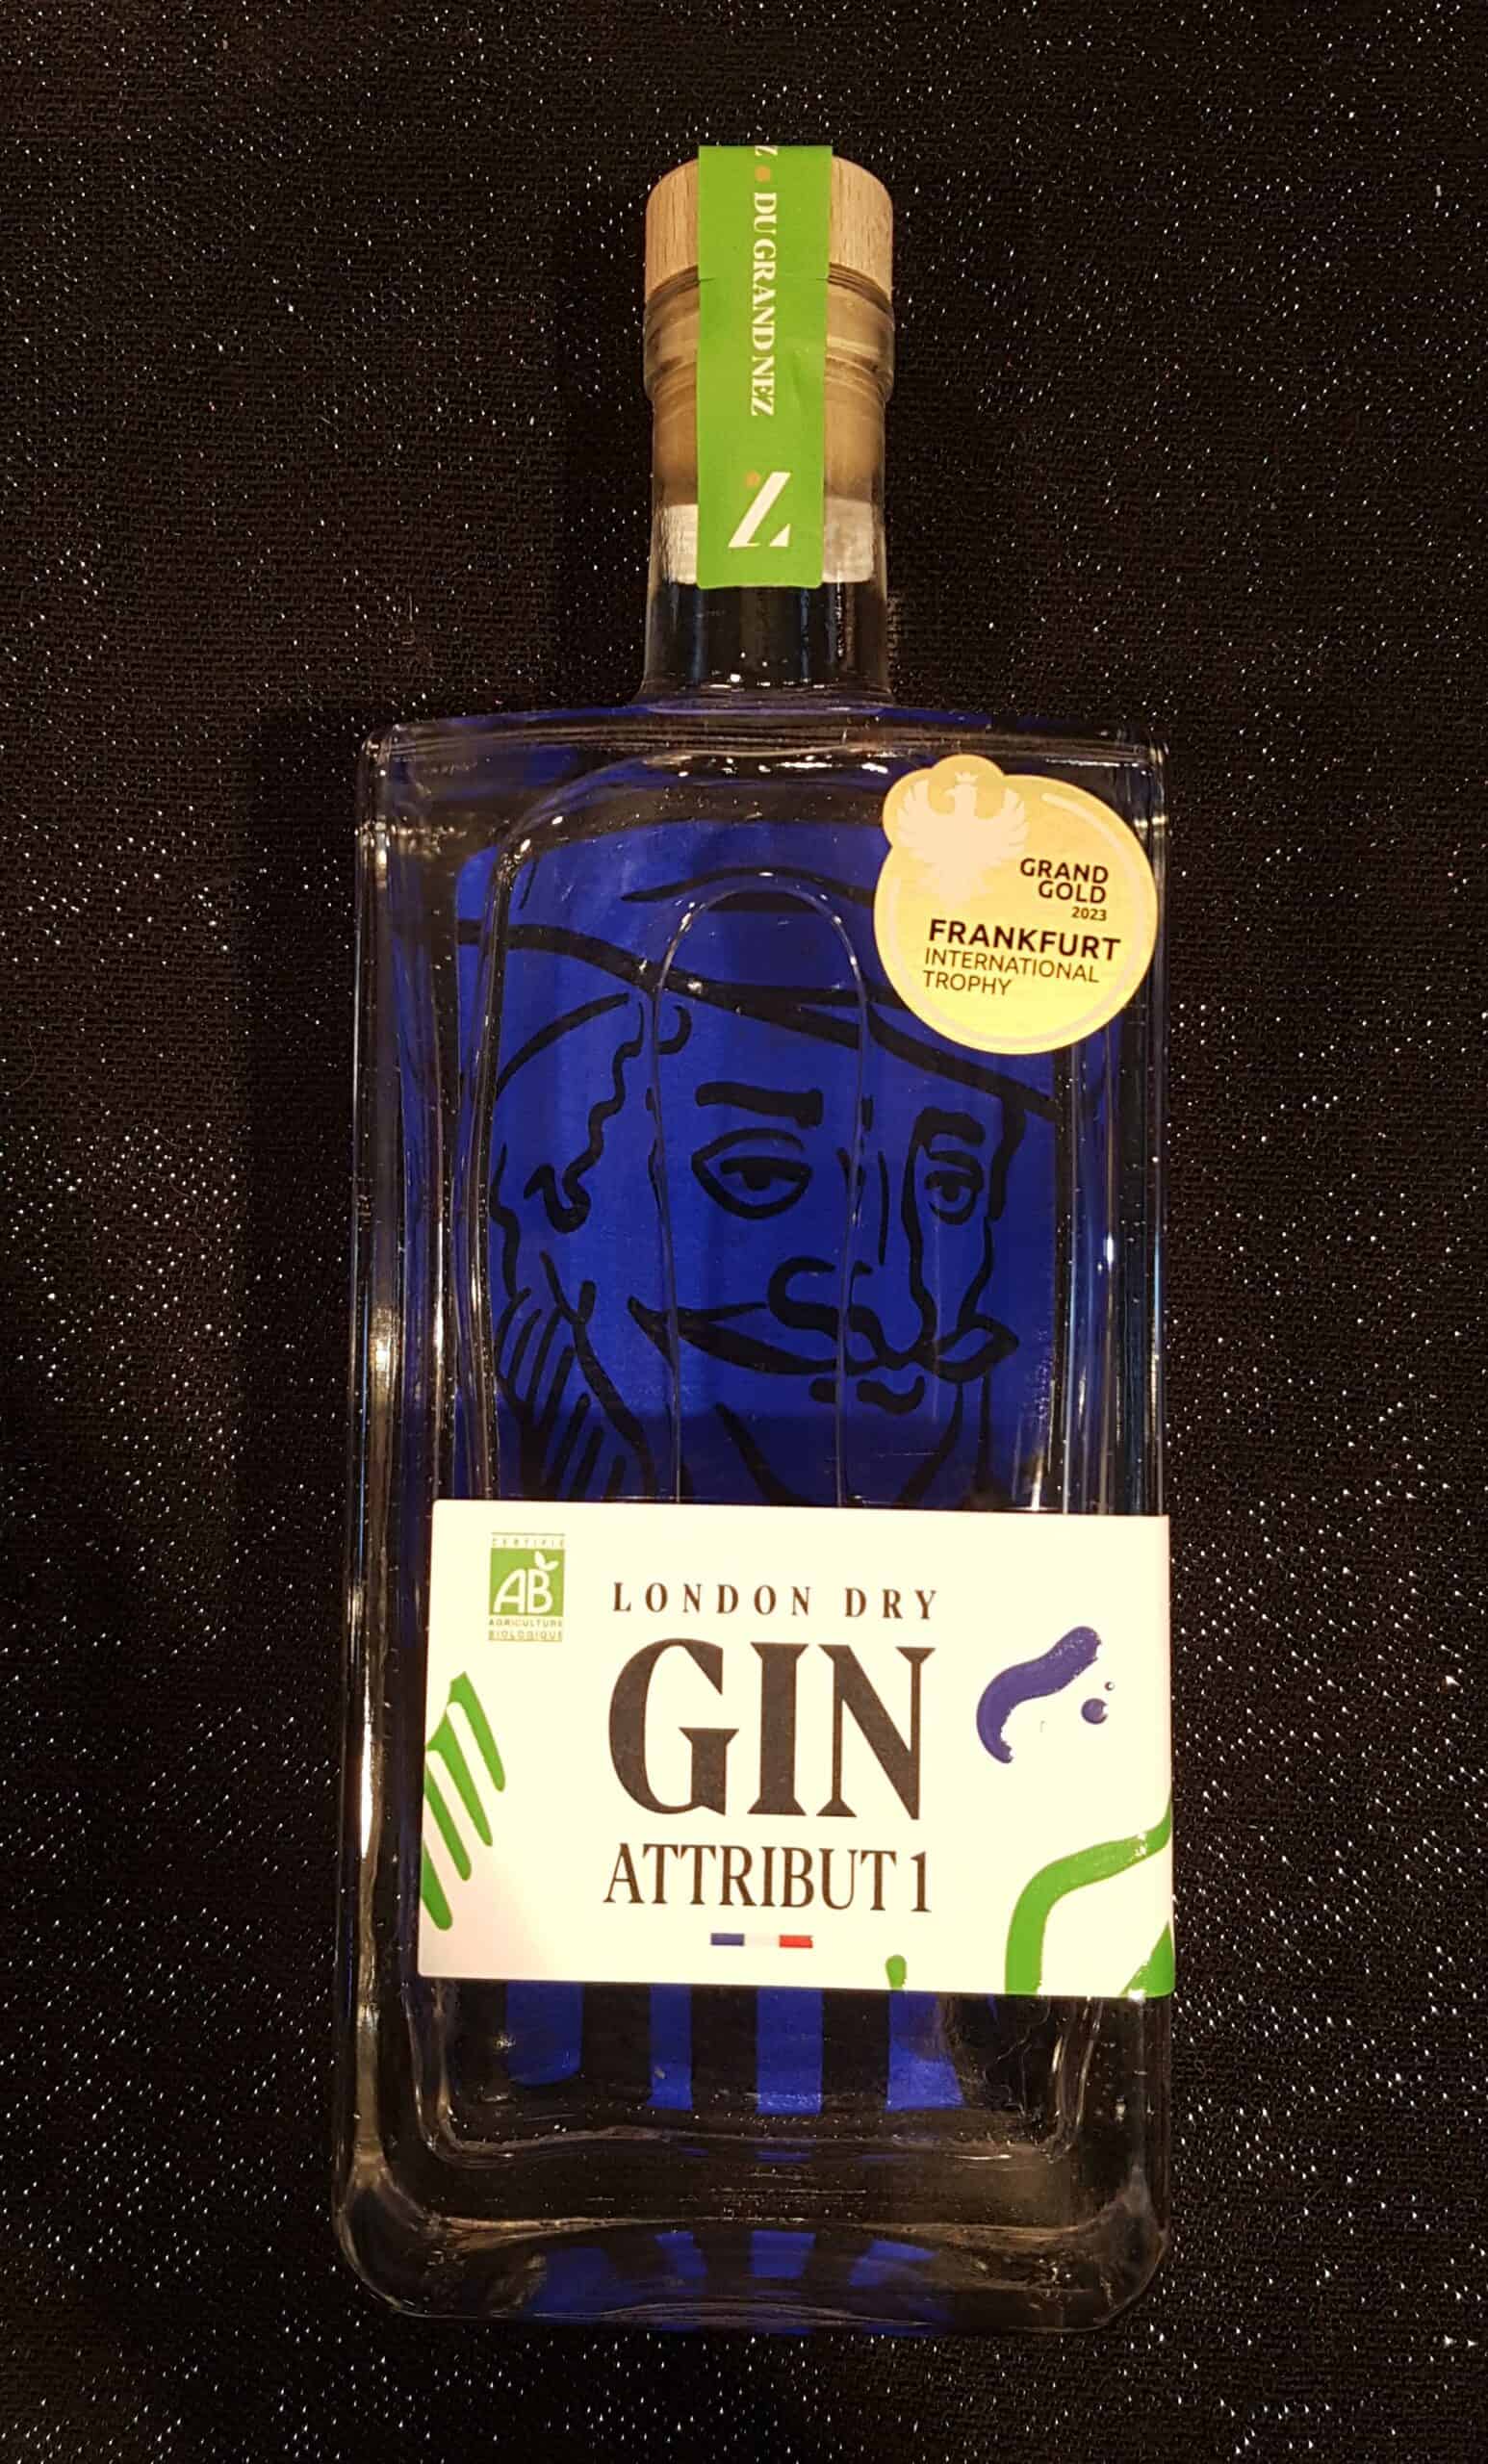 Z • DU GRAND NEZ
GRAND
GOLD
2023
FRANKFURT
INTERNATIONAL
TROPHY
CERTIFIÉ
AB
AGRICULTURE
BIOLOGIQUE
LONDON DRY
GIN
ATTRIBUT 1